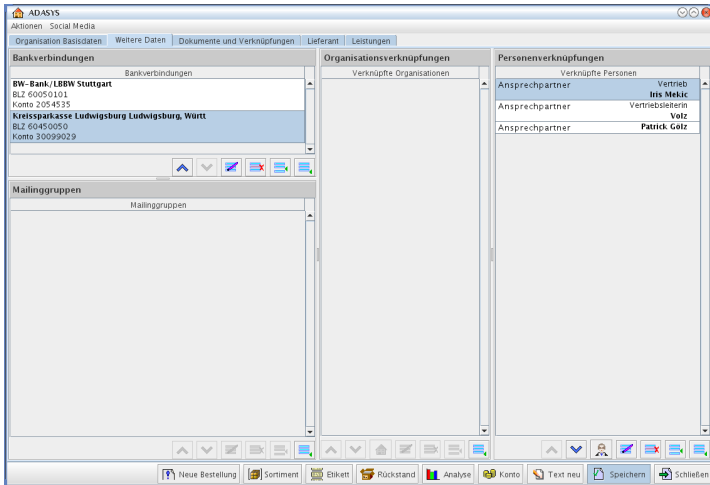 ADASYS
Aktionen Social Media
Organisation Basisdaten Weitere Daten Dokumente und Verknüpfungen Lieferant Leistungen
Bankverbindungen
Bankverbindungen
BW-Bank/LBBW Stuttgart
BLZ 60050101
Konto 2054535
Kreissparkasse Ludwigsburg Ludwigsburg, Württ
BLZ 60450050
Konto 30099029
Mailinggruppen
Mailinggruppen
Organisationsverknüpfungen
Verknüpfte Organisationen
Personenverknüpfungen
Verknüpfte Personen
Ansprechpartner Vertrieb
Iris Mekic
Ansprechpartner Vertriebsleiterin
Volz
Ansprechpartner Patrick Golz
Neue Bestellung Sortiment Etikett Rückstand Analyse Konto Text neu Speichern Schließen